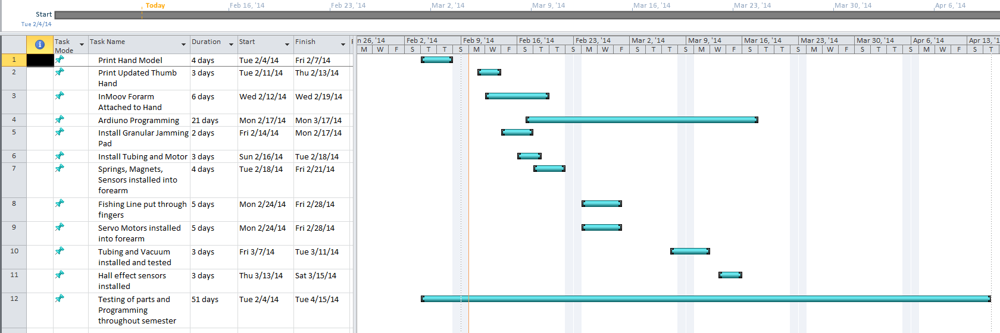 Today Feb 16, '14 Feb 23, '14 Mar 2, '14 Mar 9, '14 Mar 16, '14 Mar 23, '14 Mar 30, '14 Apr 6, '14
Start
Tue 2/4/14
Task Mode Task Name Duration Start Finish
n 26, '14 Feb 2, '14 Feb 9, '14 Feb 16, '14 Feb 23, '14 Mar 2, '14 Mar 9, '14 Mar 16, '14 Mar 23, '14 Mar 30, '14 Apr 6, '14 Apr 13, '1
M W F S T T S M W F S T T S M W F S T T S M W F S T T S M W F S T T S M W F S T
1 Print Hand Model 4 days Tue 2/4/14 Fri 2/7/14
2 Print Updated Thumb 3 days Tue 2/11/14 Thu 2/13/14
Hand
3 InMoov Forarm 6 days Wed 2/12/14 Wed 2/19/14
Attached to Hand
4 Ardiuno Programming 21 days Mon 2/17/14 Mon 3/17/14
5 Install Granular Jamming 2 days Fri 2/14/14 Mon 2/17/14
Pad
6 Install Tubing and Motor 3 days Sun 2/16/14 Tue 2/18/14
7 Springs, Magnets, 4 days Tue 2/18/14 Fri 2/21/14
Sensors installed into
forearm
8 Fishing Line put through 5 days Mon 2/24/14 Fri 2/28/14
fingers
9 Servo Motors installed 5 days Mon 2/24/14 Fri 2/28/14
into forearm
10 Tubing and Vacuum 3 days Fri 3/7/14 Tue 3/11/14
installed and tested
11 Hall effect sensors 3 days Thu 3/13/14 Sat 3/15/14
installed
12 Testing of parts and 51 days Tue 2/4/14 Tue 4/15/14
Programming
throughout semester